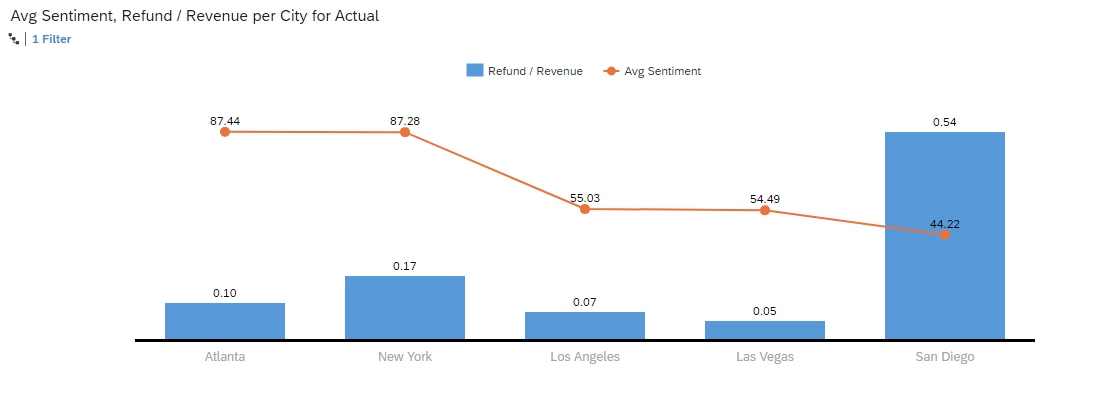 Avg Sentiment, Refund / Revenue per City for Actual
1 Filter
Refund / Revenue Avg Sentiment
87.44 87.28 55.03 54.49 44.22
0.10 0.17 0.07 0.05 0.54
Atlanta New York Los Angeles Las Vegas San Diego